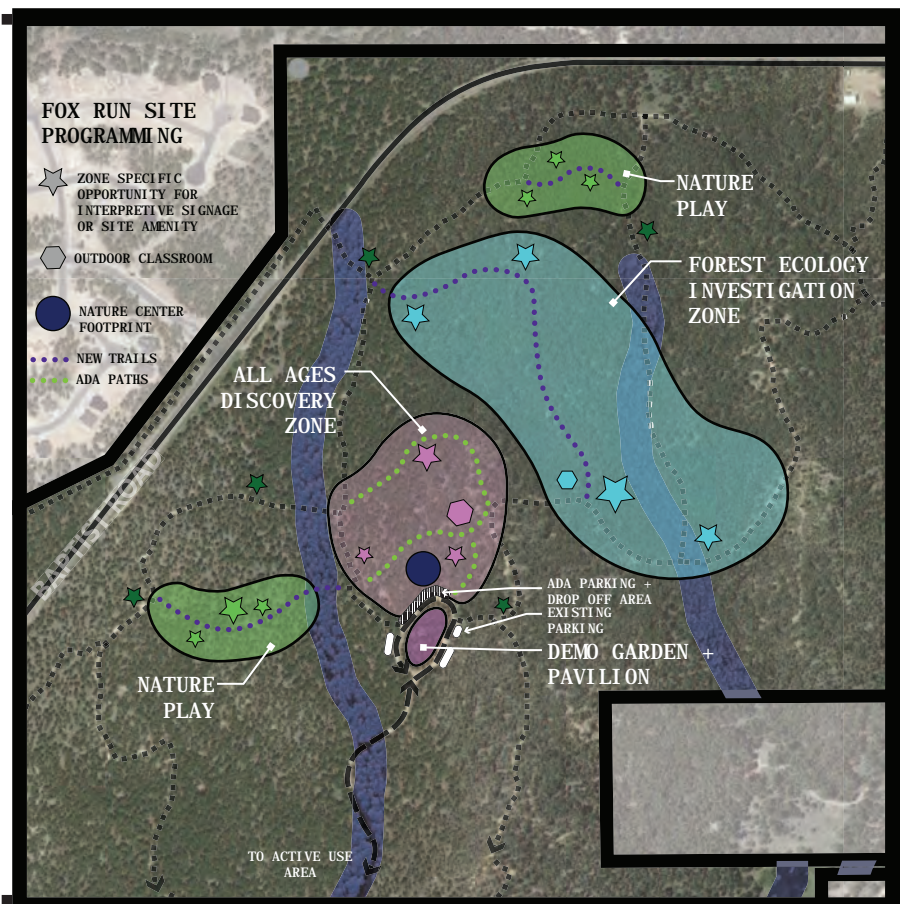 FOX RUN SITE
PROGRAMMING
ZONE SPECIFIC
OPPORTUNITY FOR
INTERPRETIVE SIGNAGE
OR SITE AMENITY
OUTDOOR CLASSROOM
NATURE CENTER
FOOTPRINT
NEW TRAILS
ADA PATHS
NATURE
PLAY
FOREST ECOLOGY
INVESTIGATION
ZONE
ALL AGES
DISCOVERY
ZONE
ADA PARKING +
DROP OFF AREA
EXISTING
PARKING
DEMO GARDEN +
PAVILION
NATURE
PLAY
TO ACTIVE USE
AREA